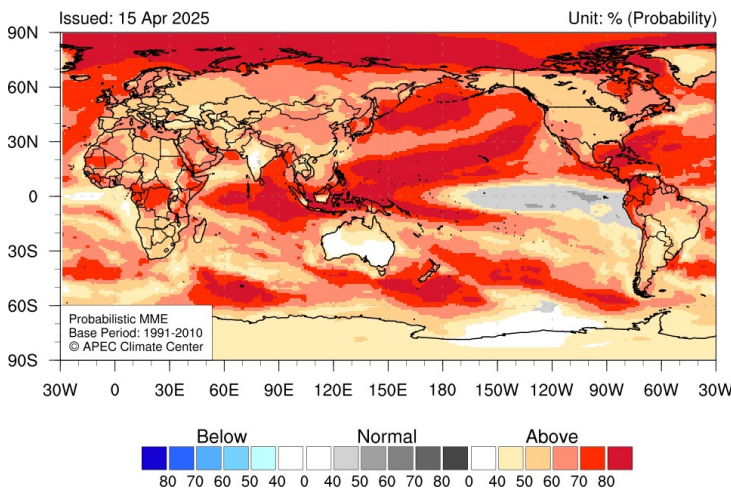 Issued: 15 Apr 2025 Unit: % (Probability)
90N
60N
30N
0
30S
60S
90S
Probabilistic MME
Base Period: 1991-2010
© APEC Climate Center
30W 0 30E 60E 90E 120E 150E 180 150W 120W 90W 60W 30W
Below Normal Above
80 70 60 50 40 0 40 50 60 70 80 0 40 50 60 70 80